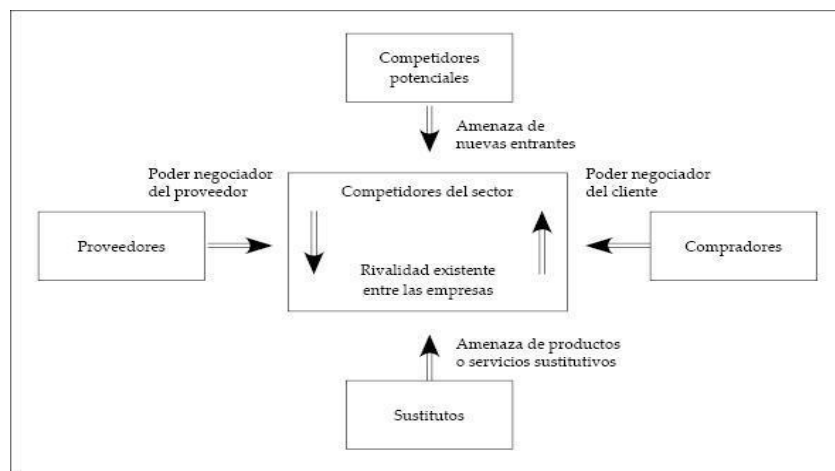 Competidores
potenciales
Amenaza de
nuevas entrantes
Poder negociador
del proveedor
Poder negociador
del cliente
Competidores del sector
Proveedores
Compradores
Rivalidad existente
entre las empresas
Amenaza de productos
o servicios sustitutivos
Sustitutos